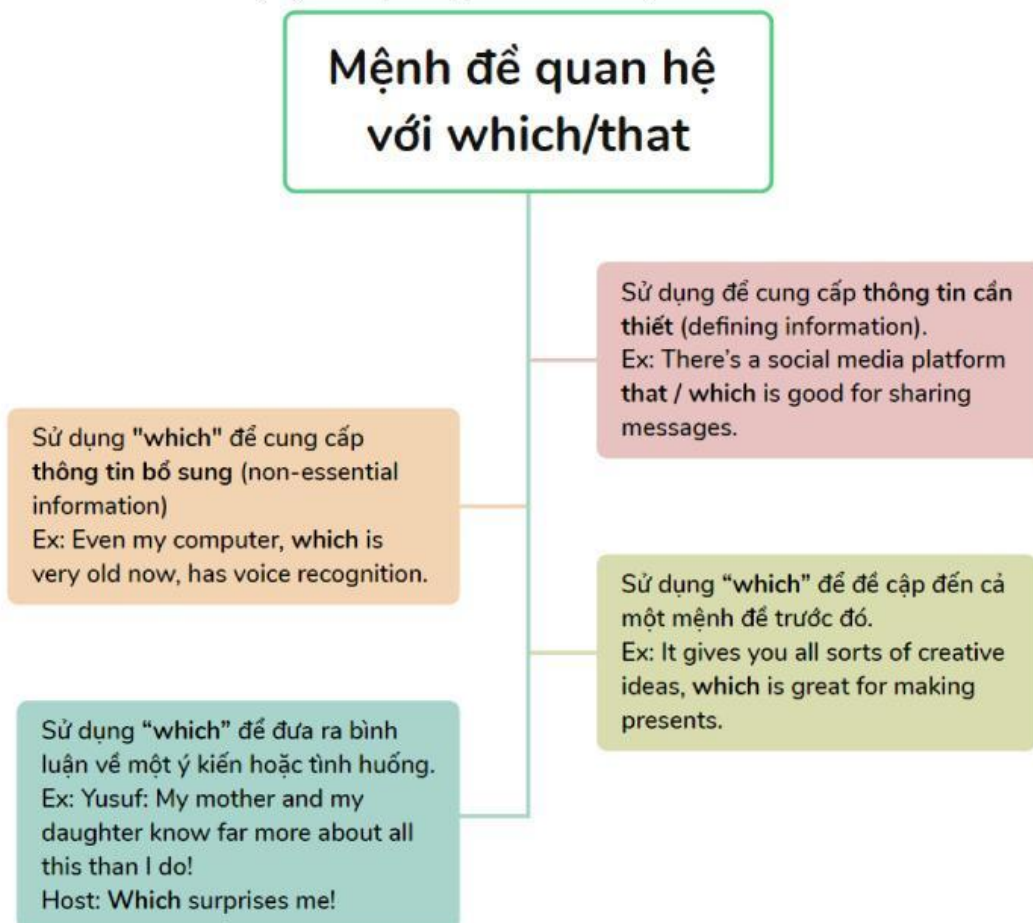 Mệnh đề quan hệ
với which/that
Sử dụng để cung cấp thông tin cần
thiết (defining information).
Ex: There’s a social media platform
that / which is good for sharing
messages.
Sử dụng "which" để cung cấp
thông tin bổ sung (non-essential
information)
Ex: Even my computer, which is
very old now, has voice recognition.
Sử dụng “which” để đề cập đến cả
một mệnh đề trước đó.
Ex: It gives you all sorts of creative
ideas, which is great for making
presents.
Sử dụng “which” để đưa ra bình
luận về một ý kiến hoặc tình huống.
Ex: Yusuf: My mother and my
daughter know far more about all
this than I do!
Host: Which surprises me!